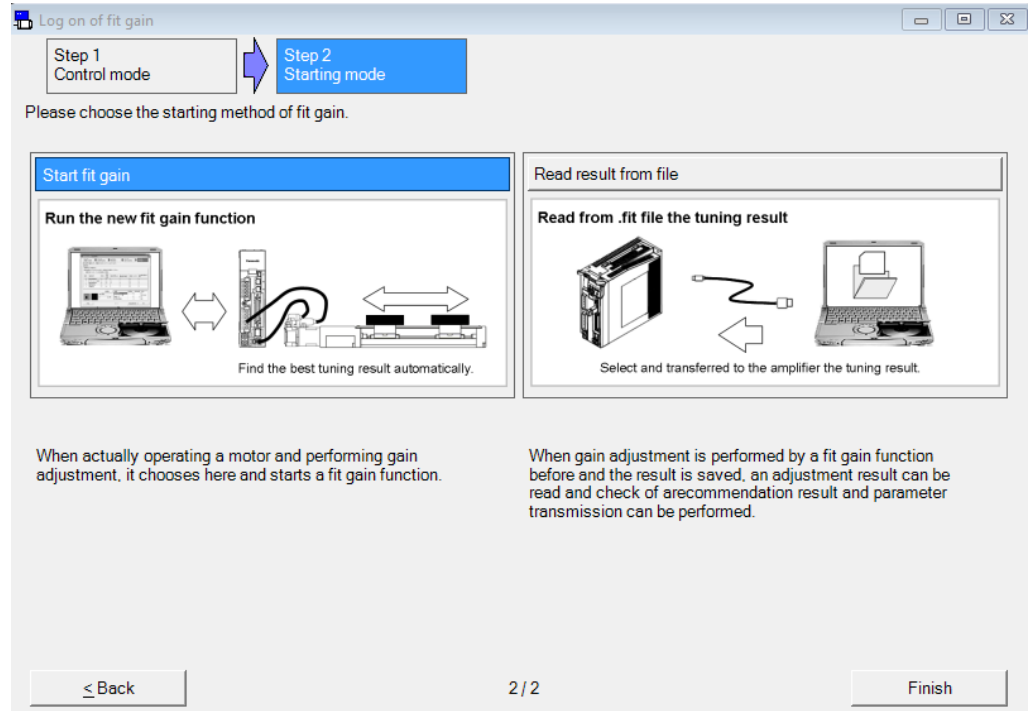 Log on of fit gain
Step 1
Control mode
Step 2
Starting mode
Please choose the starting method of fit gain.
Start fit gain
Run the new fit gain function
Find the best tuning result automatically.
When actually operating a motor and performing gain
adjustment, it chooses here and starts a fit gain function.
Read result from file
Read from .fit file the tuning result
Select and transferred to the amplifier the tuning result.
When gain adjustment is performed by a fit gain function
before and the result is saved, an adjustment result can be
read and check of arecommendation result and parameter
transmission can be performed.
< Back
2 / 2
Finish